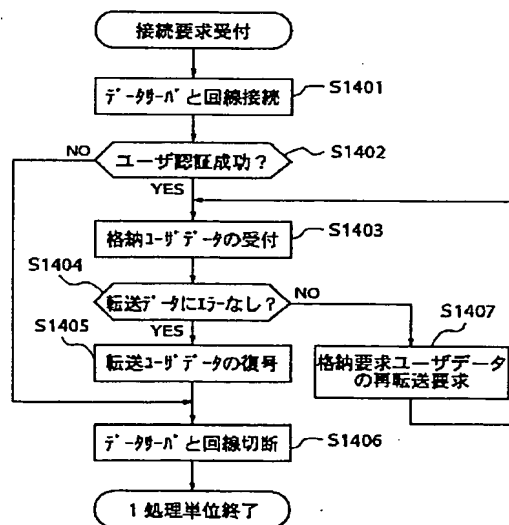 接続要求受付
ﾃﾞｰﾀｻｰﾊﾞと回線接続
S1401
NO
ユーザ認証成功？
S1402
YES
格納ﾕｰｻﾞﾃﾞｰﾀの受付
S1403
S1404
転送ﾃﾞｰﾀにｴﾗｰなし？
NO
YES
S1405
転送ﾕｰｻﾞﾃﾞｰﾀの復号
S1407
格納要求ユーザデータ
の再転送要求
ﾃﾞｰﾀｻｰﾊﾞと回線切断
S1406
1処理単位終了